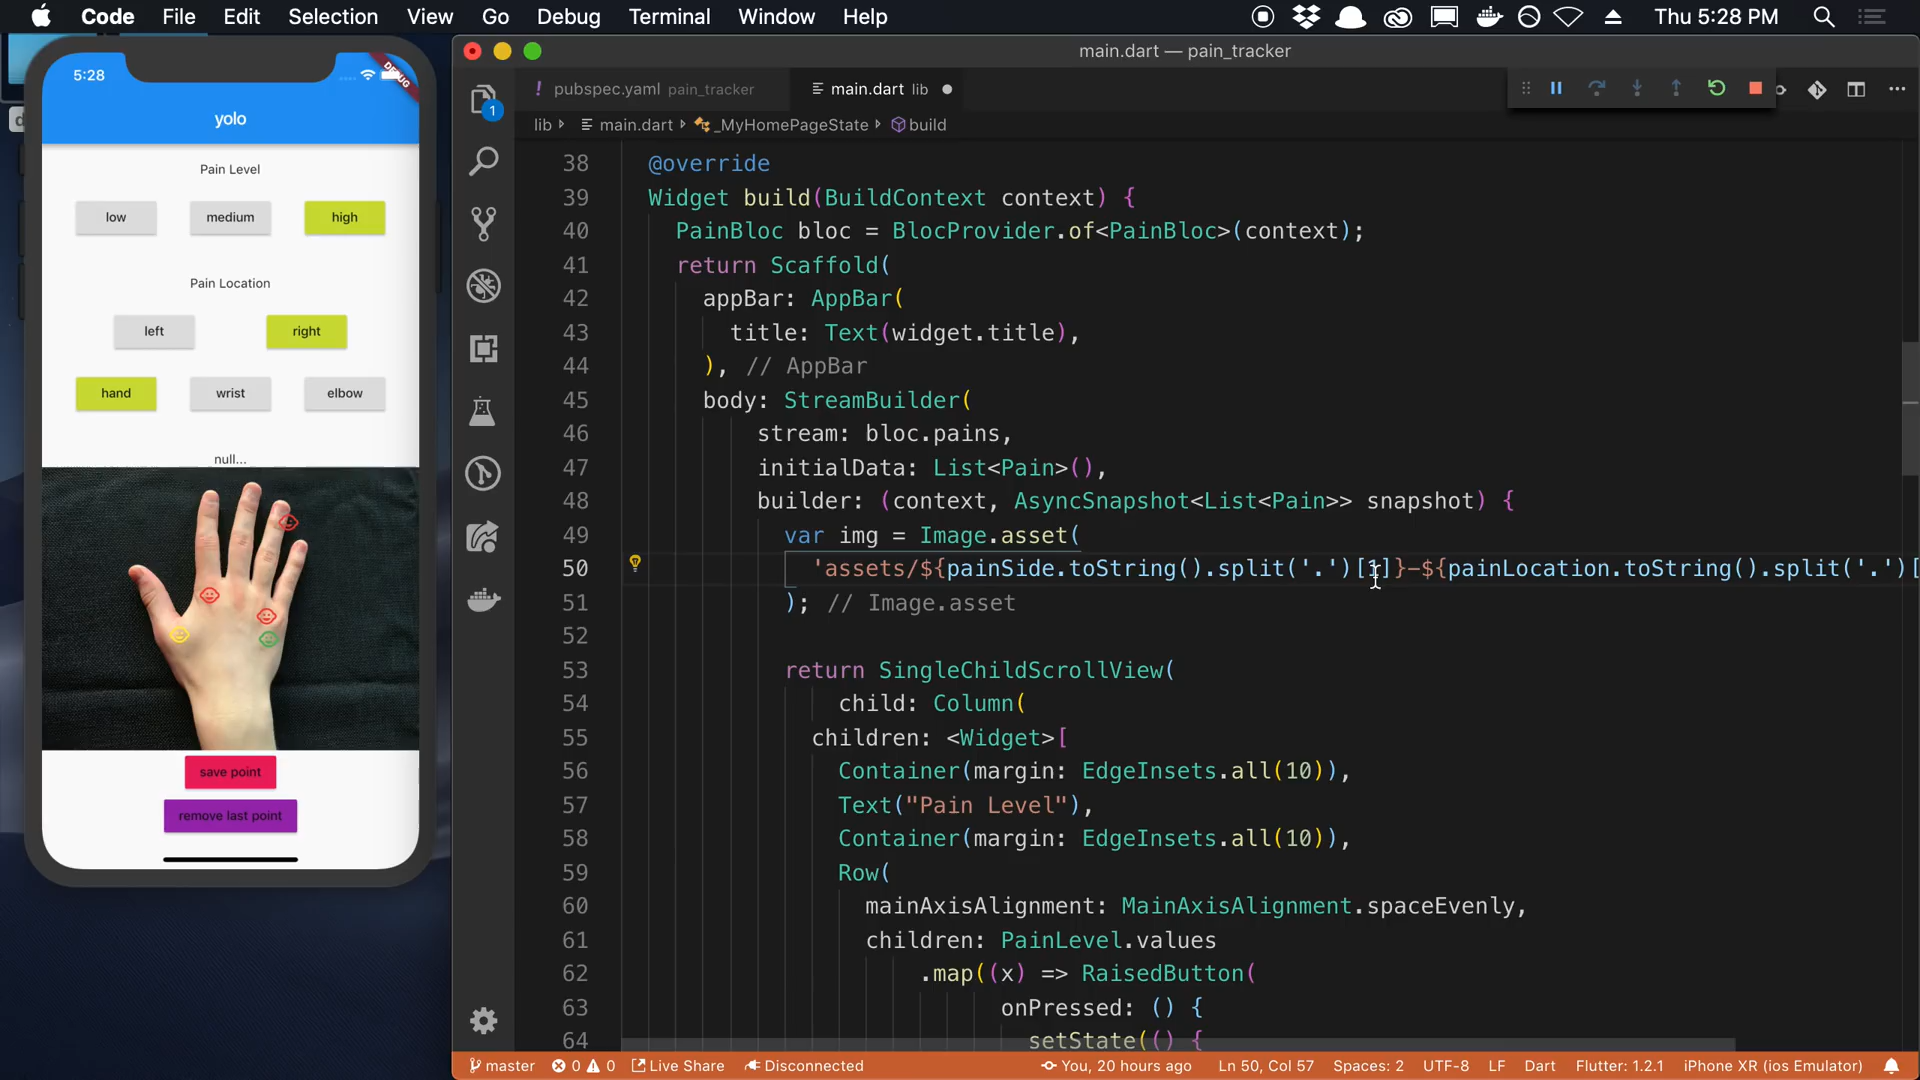 Code File Edit Selection View Go Debug Terminal Window Help Thu 5:28 PM
5:28
DEBUG
yolo
Pain Level
low medium high
Pain Location
left right
hand wrist elbow
null...
save point
remove last point
main.dart — pain_tracker
! pubspec.yaml pain_tracker main.dart lib
lib main.dart _MyHomePageState build
1
38 @override
39 Widget build(BuildContext context) {
40 PainBloc bloc = BlocProvider.of<PainBloc>(context);
41 return Scaffold(
42 appBar: AppBar(
43 title: Text(widget.title),
44 ), // AppBar
45 body: StreamBuilder(
46 stream: bloc.pains,
47 initialData: List<Pain>(),
48 builder: (context, AsyncSnapshot<List<Pain>> snapshot) {
49 var img = Image.asset(
50 'assets/${painSide.toString().split('.')[1]}-${painLocation.toString().split('.')[
51 ); // Image.asset
52
53 return SingleChildScrollView(
54 child: Column(
55 children: <Widget>[
56 Container(margin: EdgeInsets.all(10)),
57 Text("Pain Level"),
58 Container(margin: EdgeInsets.all(10)),
59 Row(
60 mainAxisAlignment: MainAxisAlignment.spaceEvenly,
61 children: PainLevel.values
62 .map((x) => RaisedButton(
63 onPressed: () {
64 setState(() {
master 0 0 Live Share Disconnected You, 20 hours ago Ln 50, Col 57 Spaces: 2 UTF-8 LF Dart Flutter: 1.2.1 iPhone XR (ios Emulator)